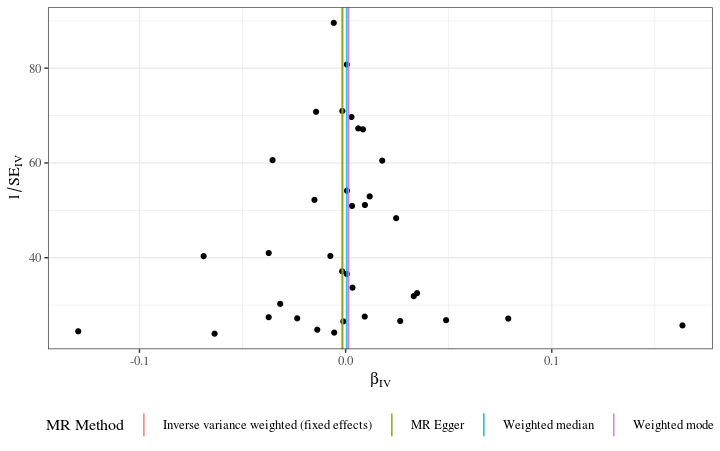 80
60
40
1/SE_IV
-0.1 0.0 0.1
β_IV
MR Method Inverse variance weighted (fixed effects) MR Egger Weighted median Weighted mode